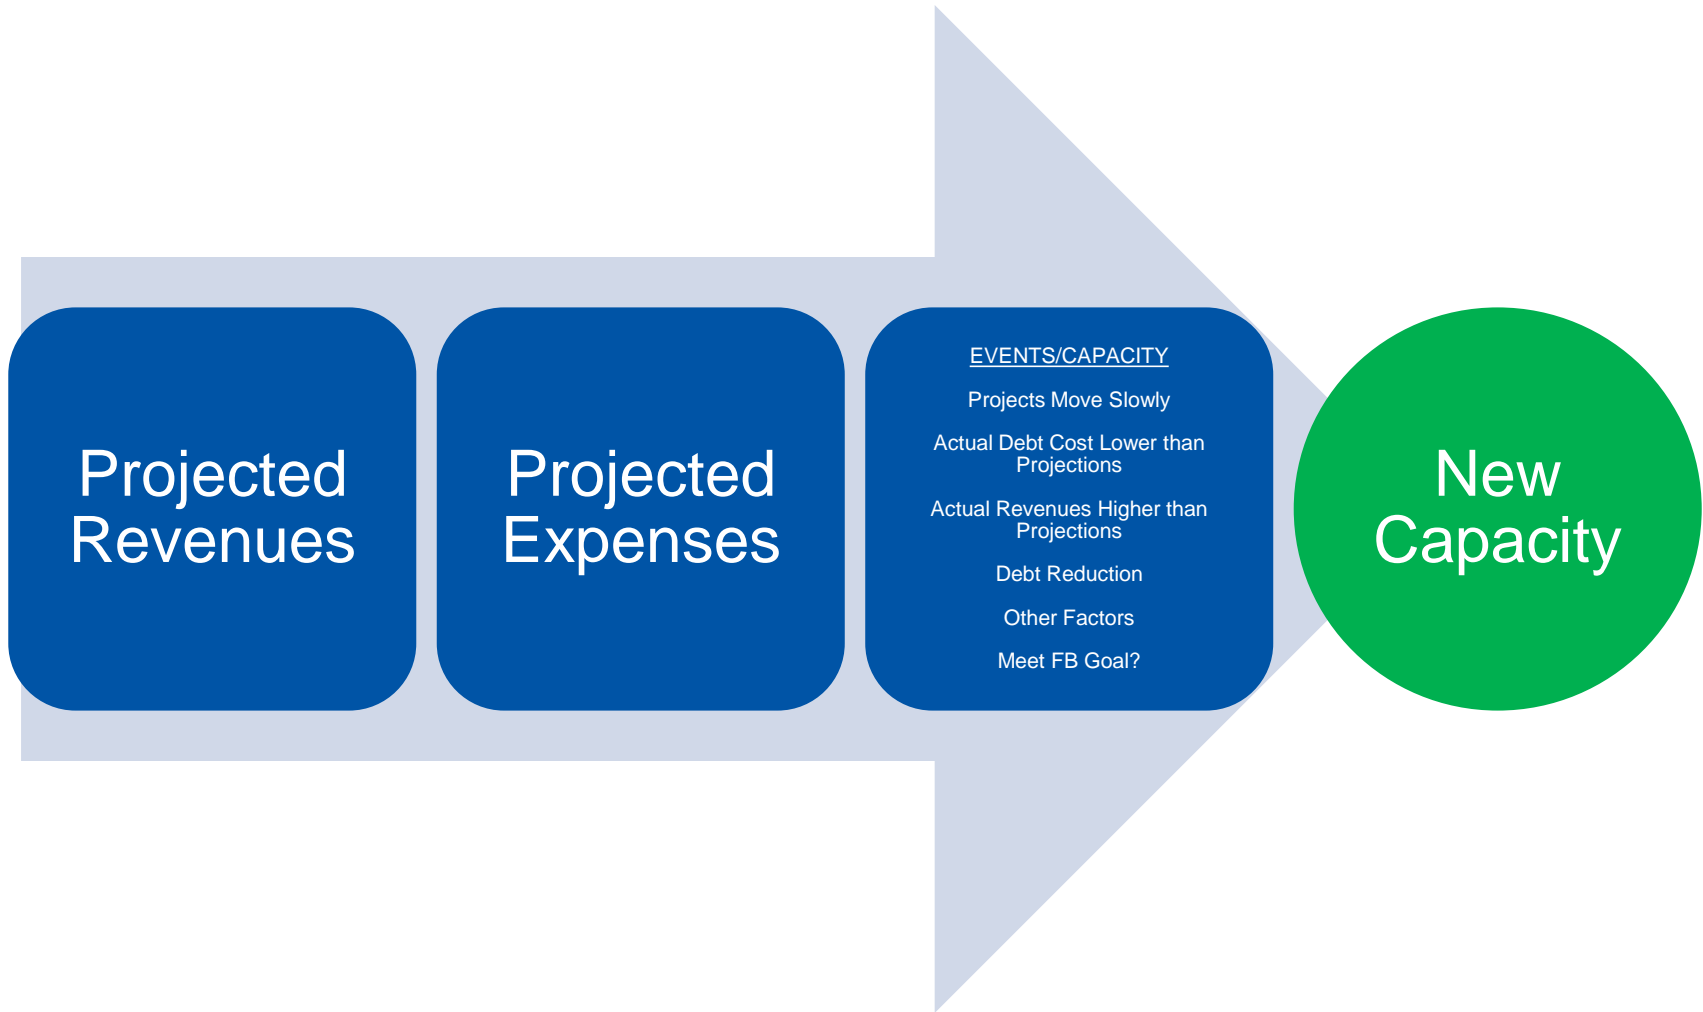 Projected
Revenues
Projected
Expenses
EVENTS/CAPACITY
Projects Move Slowly
Actual Debt Cost Lower than
Projections
Actual Revenues Higher than
Projections
Debt Reduction
Other Factors
Meet FB Goal?
New
Capacity